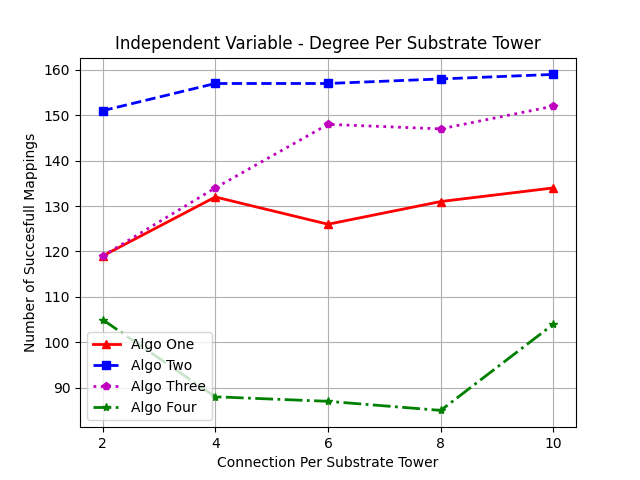 Independent Variable - Degree Per Substrate Tower
Number of Succesfull Mappings
160
150
140
130
120
110
100
90
Algo One
Algo Two
Algo Three
Algo Four
2
4
6
8
10
Connection Per Substrate Tower